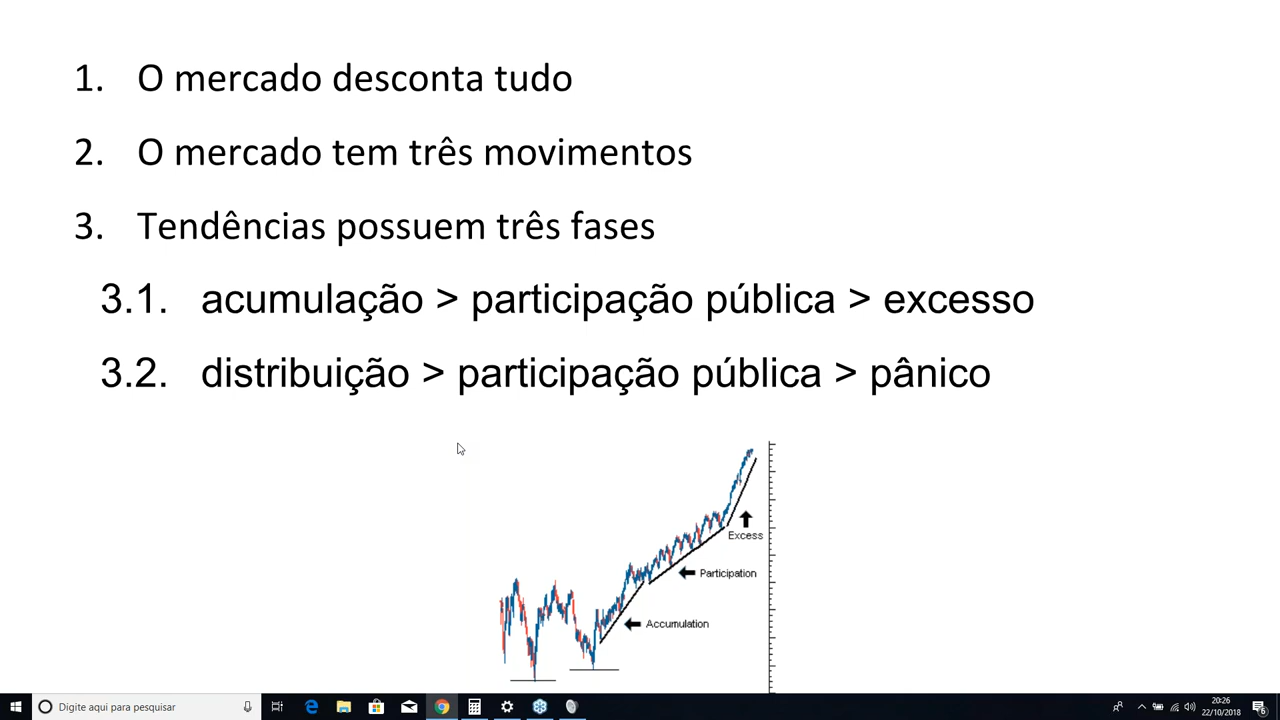 1. O mercado desconta tudo
2. O mercado tem três movimentos
3. Tendências possuem três fases
3.1. acumulação > participação pública > excesso
3.2. distribuição > participação pública > pânico
Excess
Participation
Accumulation
Digite aqui para pesquisar
20:26
22/10/2018
6